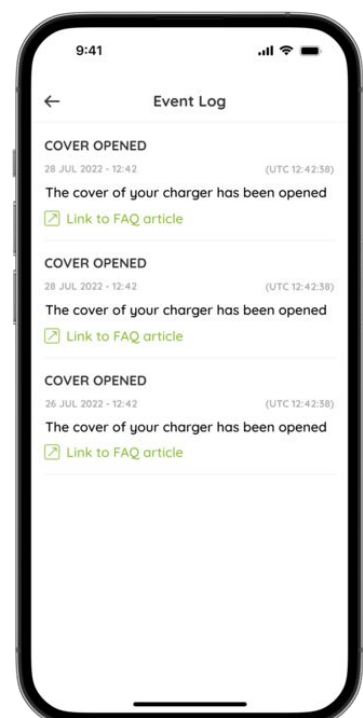 9:41
Event Log
COVER OPENED
28 JUL 2022 - 12:42 (UTC 12:42:38)
The cover of your charger has been opened
Link to FAQ article
COVER OPENED
28 JUL 2022 - 12:42 (UTC 12:42:38)
The cover of your charger has been opened
Link to FAQ article
COVER OPENED
26 JUL 2022 - 12:42 (UTC 12:42:38)
The cover of your charger has been opened
Link to FAQ article